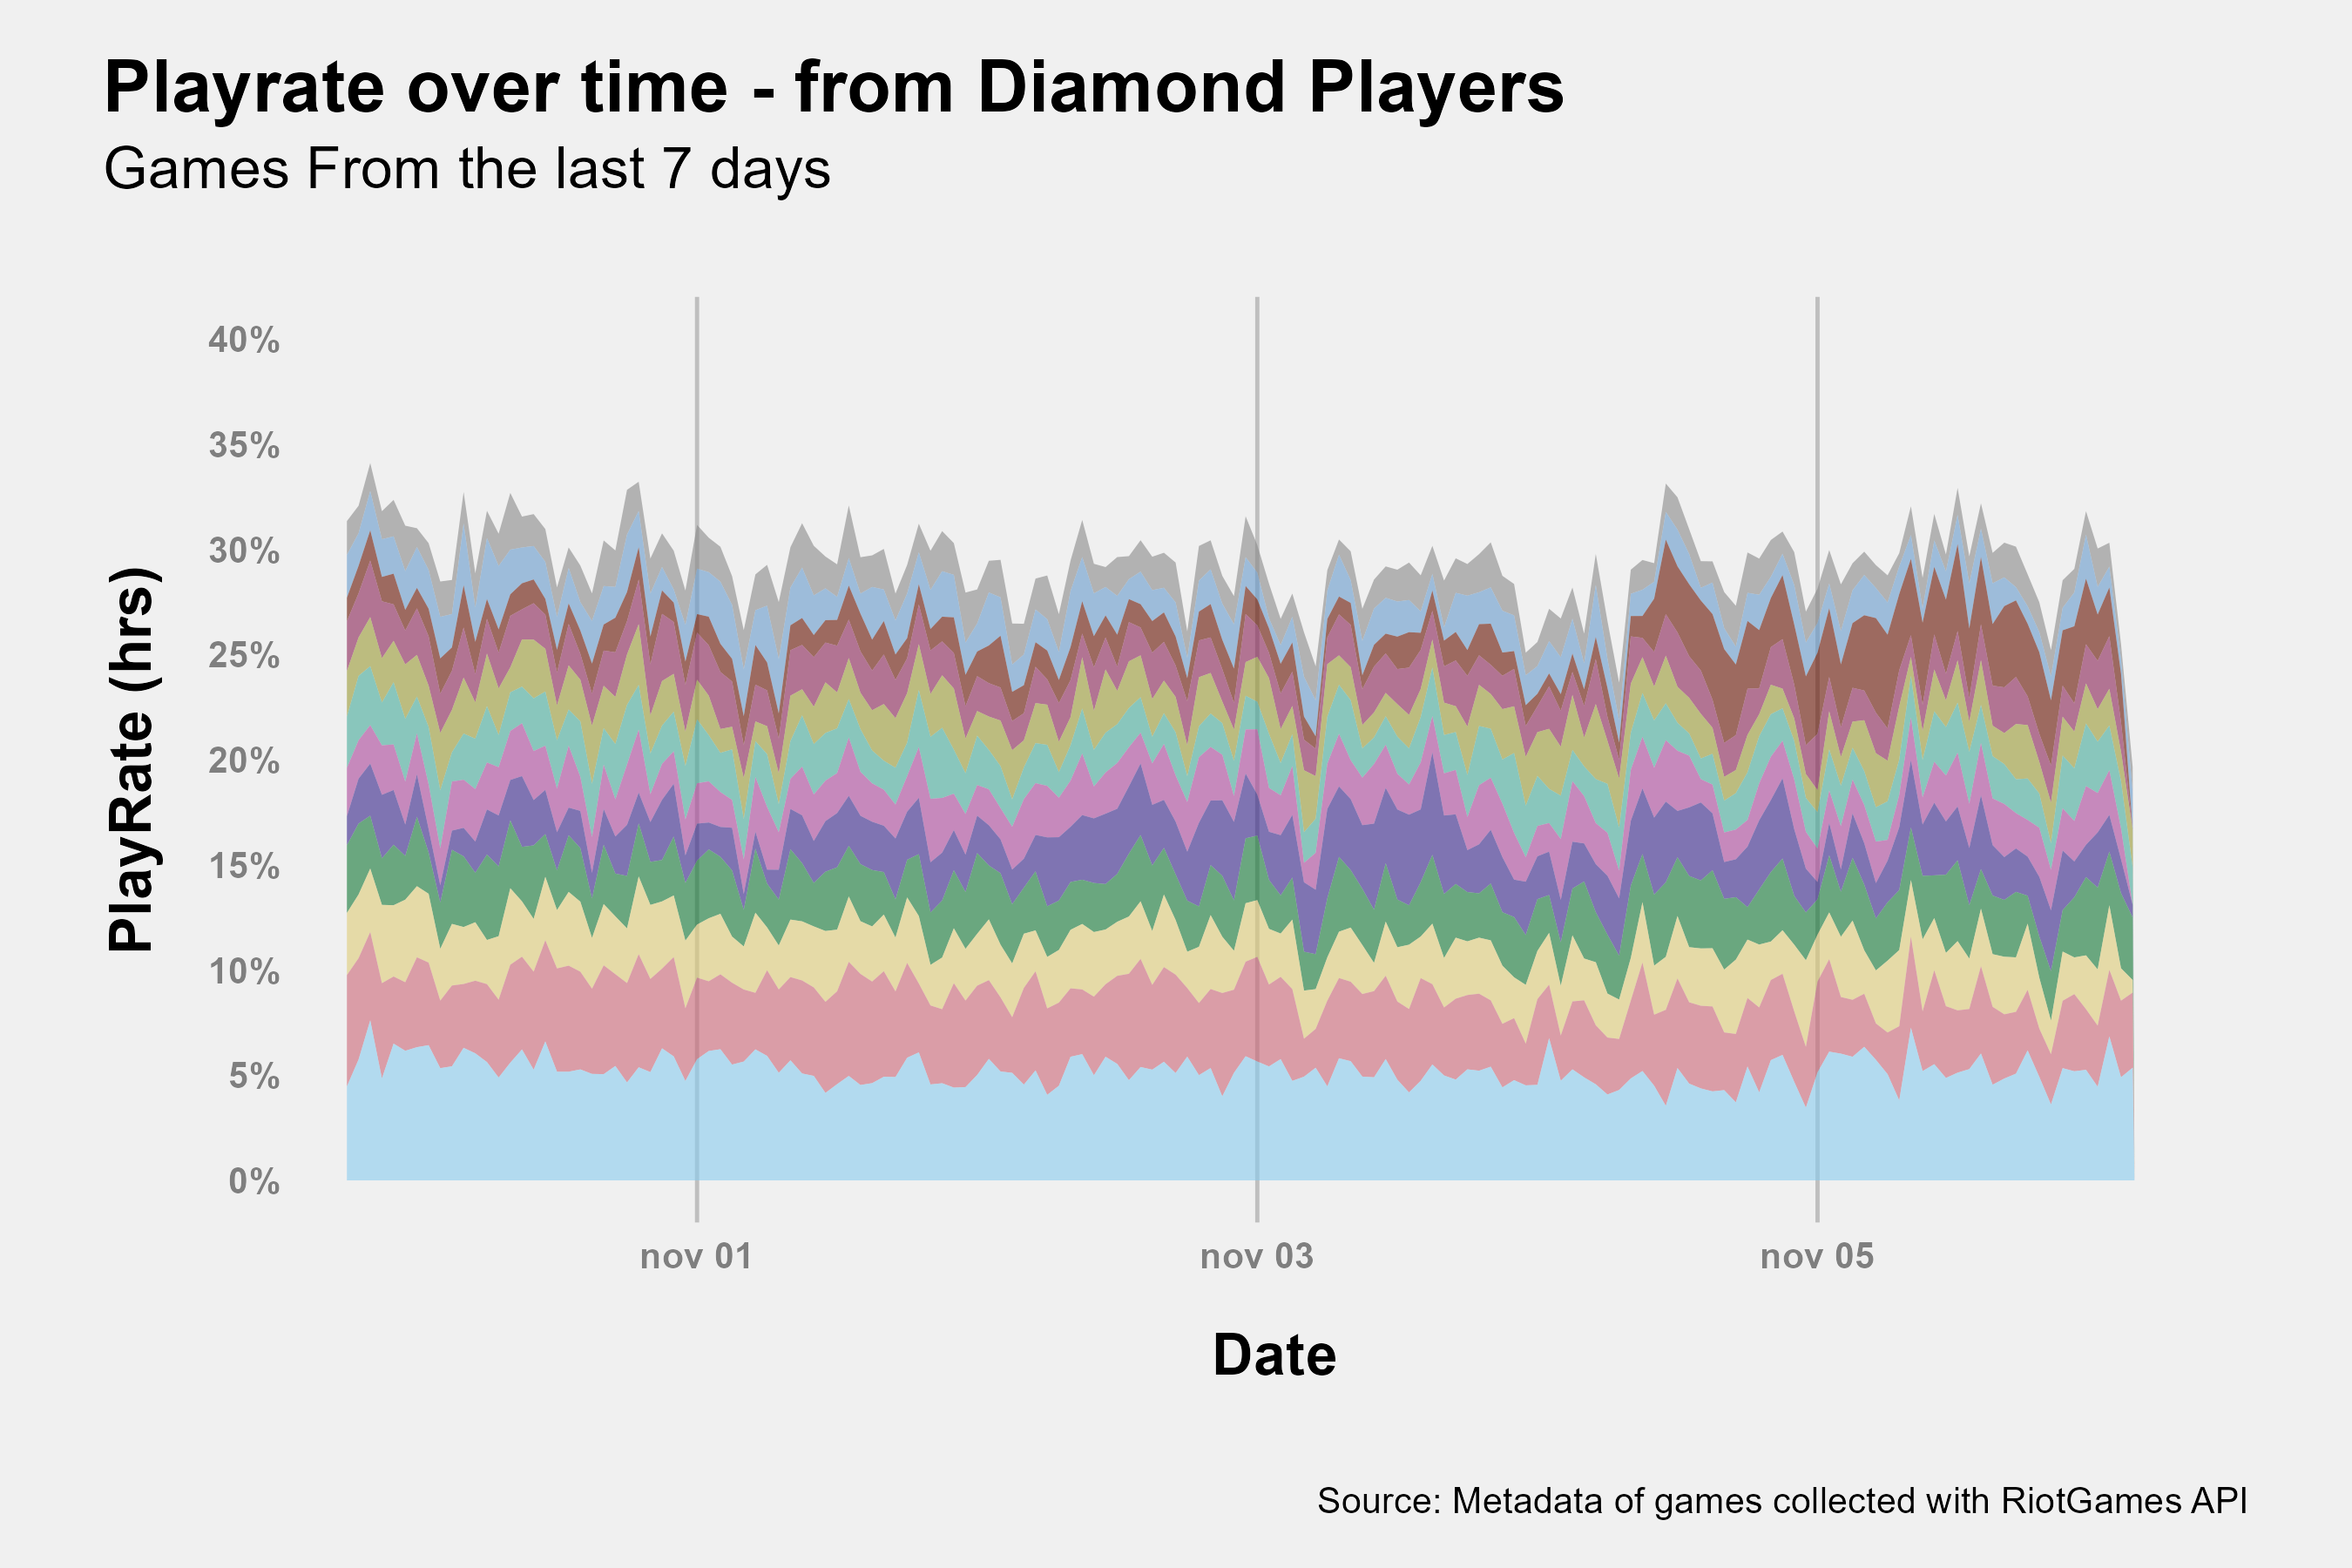 Playrate over time - from Diamond Players
Games From the last 7 days
40%
35%
30%
25%
20%
15%
10%
5%
0%
PlayRate (hrs)
nov 01
nov 03
nov 05
Date
Source: Metadata of games collected with RiotGames API